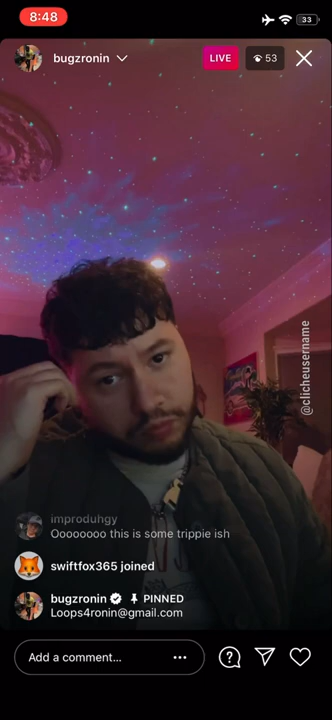 8:48
33
bugzronin
LIVE
53
@clicheusername
improduhgy
Ooooooooo this is some trippie ish
swiftfox365 joined
bugzronin PINNED
Loops4ronin@gmail.com
Add a comment...